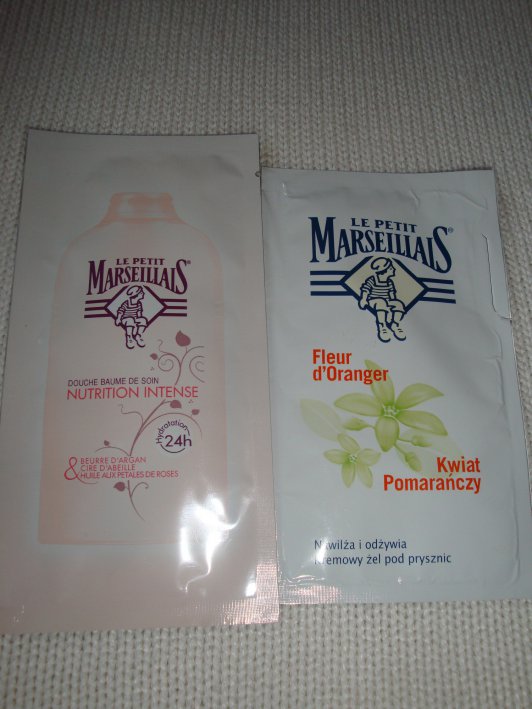 LE PETIT
MARSEILLAIS®
DOUCHE BAUME DE SOIN
NUTRITION INTENSE
Hydratation
24h
& BEURRE D'ARGAN
CIRE D'ABEILLE
HUILE AUX PETALES DE ROSES
LE PETIT
MARSEILLAIS®
Fleur
d'Oranger
Kwiat
Pomarańczy
Nawilża i odżywia
Kremowy żel pod prysznic